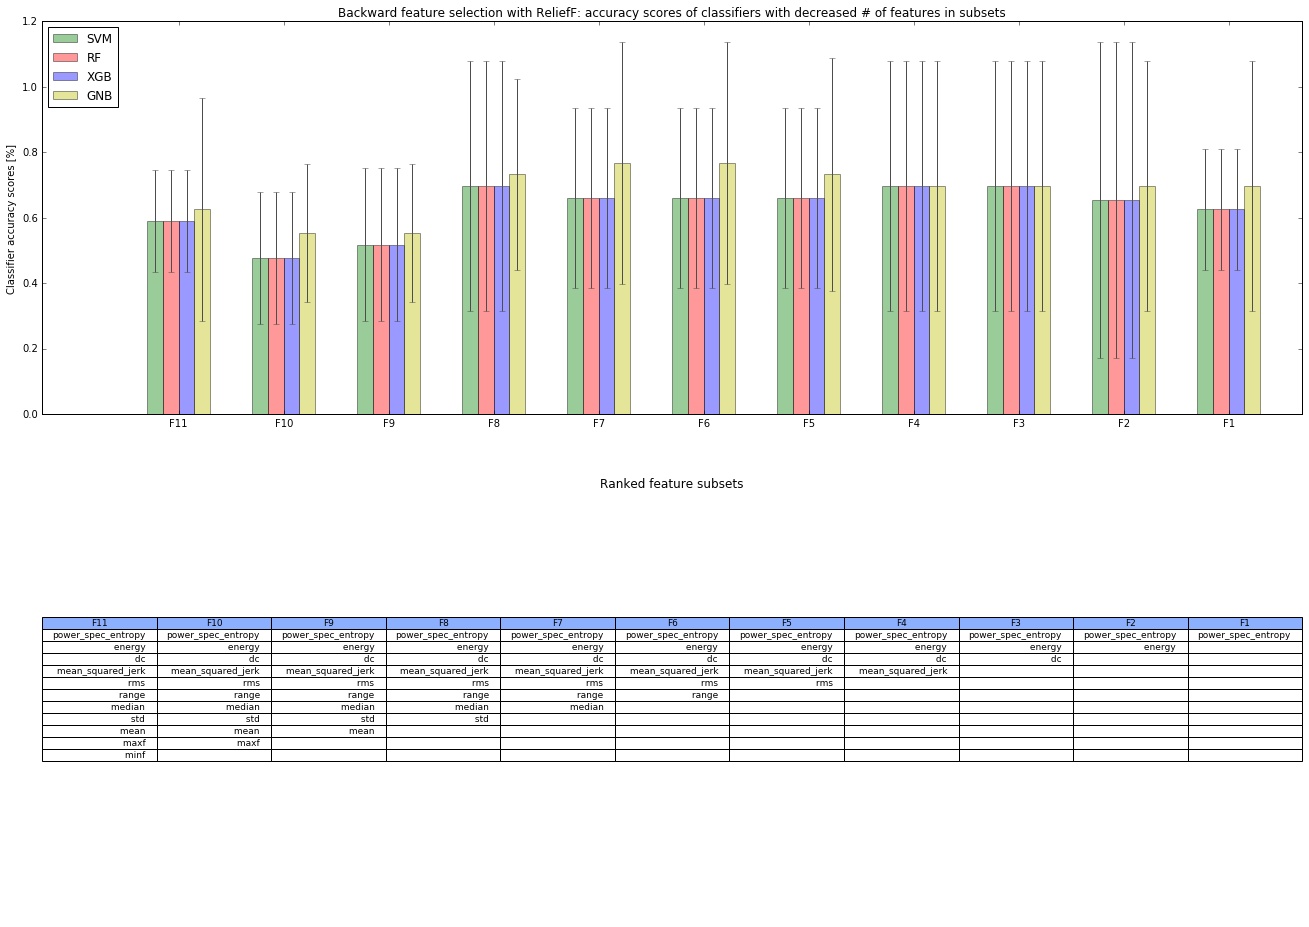 Backward feature selection with ReliefF: accuracy scores of classifiers with decreased # of features in subsets
Classifier accuracy scores [%]
1.2
1.0
0.8
0.6
0.4
0.2
0.0
SVM
RF
XGB
GNB
F11 F10 F9 F8 F7 F6 F5 F4 F3 F2 F1
Ranked feature subsets
F11 F10 F9 F8 F7 F6 F5 F4 F3 F2 F1
power_spec_entropy power_spec_entropy power_spec_entropy power_spec_entropy power_spec_entropy power_spec_entropy power_spec_entropy power_spec_entropy power_spec_entropy power_spec_entropy power_spec_entropy
energy energy energy energy energy energy energy energy energy energy
dc dc dc dc dc dc dc dc dc
mean_squared_jerk mean_squared_jerk mean_squared_jerk mean_squared_jerk mean_squared_jerk mean_squared_jerk mean_squared_jerk mean_squared_jerk
rms rms rms rms rms rms rms
range range range range range range
median median median median median
std std std std
mean mean mean
maxf maxf
minf